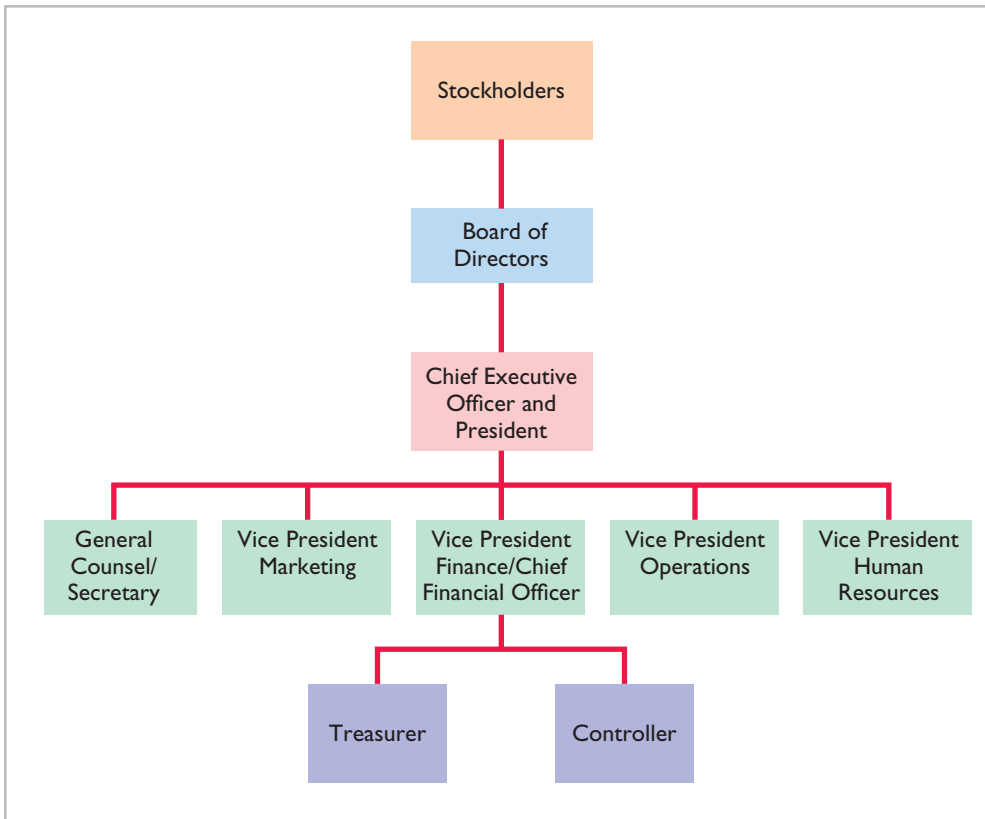 Stockholders
Board of
Directors
Chief Executive
Officer and
President
General
Counsel/
Secretary
Vice President
Marketing
Vice President
Finance/Chief
Financial Officer
Vice President
Operations
Vice President
Human
Resources
Treasurer
Controller